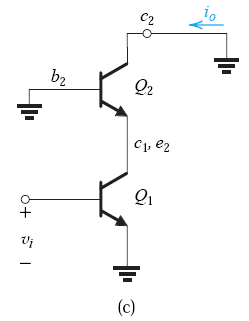 c₂
iₒ
b₂
Q₂
c₁, e₂
Q₁
+
vᵢ
−
(c)